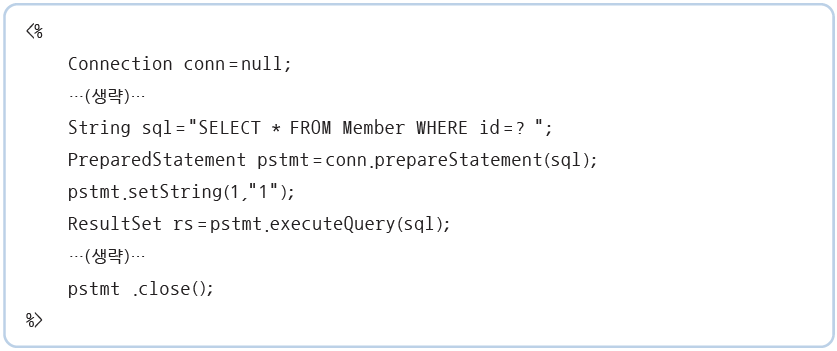 <%
Connection conn=null;
…(생략)…
String sql="SELECT * FROM Member WHERE id=? ";
PreparedStatement pstmt=conn.prepareStatement(sql);
pstmt.setString(1,"1");
ResultSet rs=pstmt.executeQuery(sql);
…(생략)…
pstmt .close();
%>